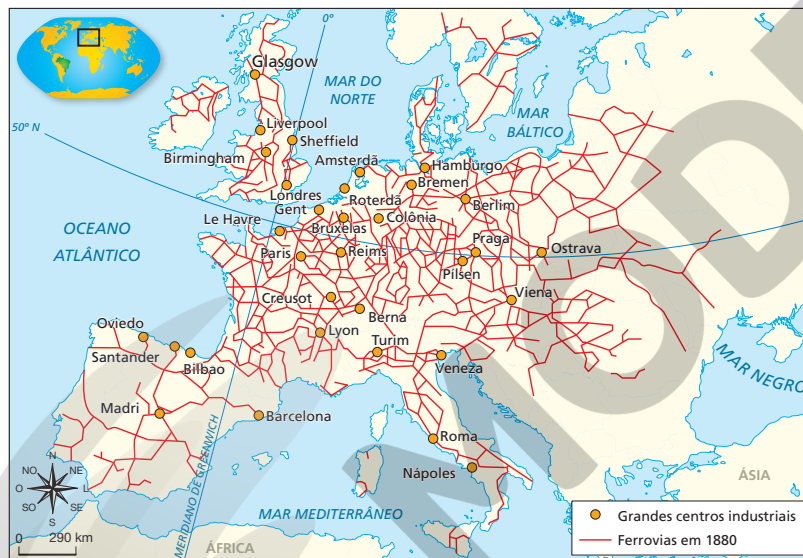 0°
Glasgow
MAR DO
NORTE
MAR
BÁLTICO
50° N
Liverpool
Sheffield
Birmingham
Amsterdã
Hamburgo
Bremen
Londres
Roterdã
Gent
Berlim
Le Havre
Bruxelas
Colônia
OCEANO
ATLÂNTICO
Paris
Reims
Praga
Ostrava
Pílsen
Creusot
Viena
Berna
Oviedo
Lyon
Turim
Santander
Bilbao
Veneza
MAR NEGRO
Madri
Barcelona
MERIDIANO DE GREENWICH
Roma
Nápoles
ÁSIA
N
NO
NE
O
L
SO
SE
S
MAR MEDITERRÂNEO
0
290 km
ÁFRICA
Grandes centros industriais
Ferrovias em 1880
MOD